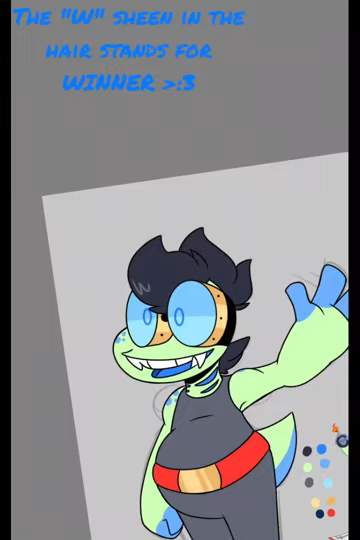 The "W" sheen in the
hair stands for
WINNER >:3
W